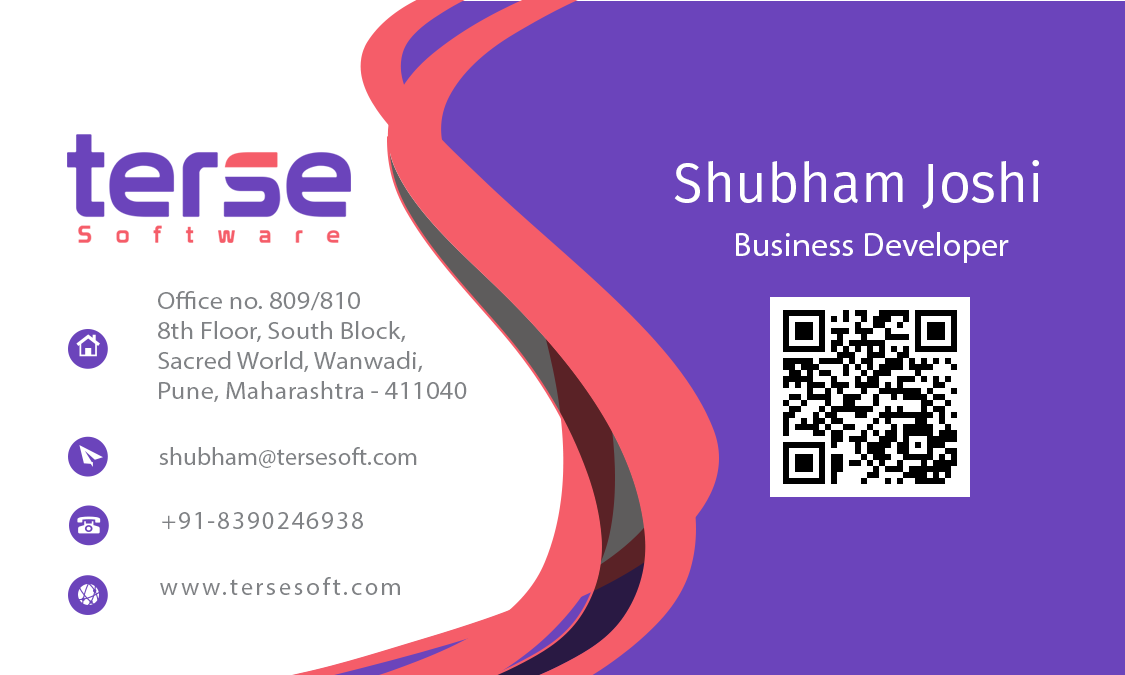 terse
Software
Office no. 809/810
8th Floor, South Block,
Sacred World, Wanwadi,
Pune, Maharashtra - 411040
shubham@tersesoft.com
+91-8390246938
www.tersesoft.com
Shubham Joshi
Business Developer